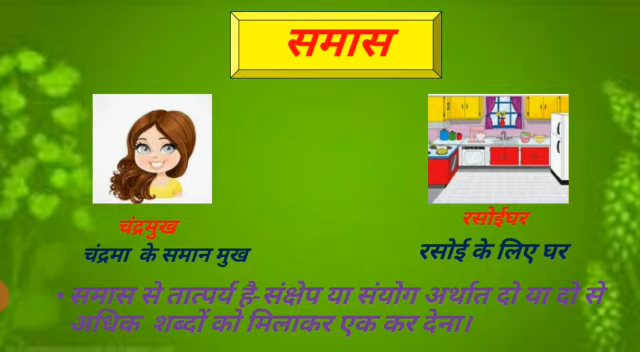 समास
चंद्रमुख
चंद्रमा के समान मुख
रसोईघर
रसोई के लिए घर
• समास से तात्पर्य है- संक्षेप या संयोग अर्थात दो या दो से
अधिक शब्दों को मिलाकर एक कर देना।